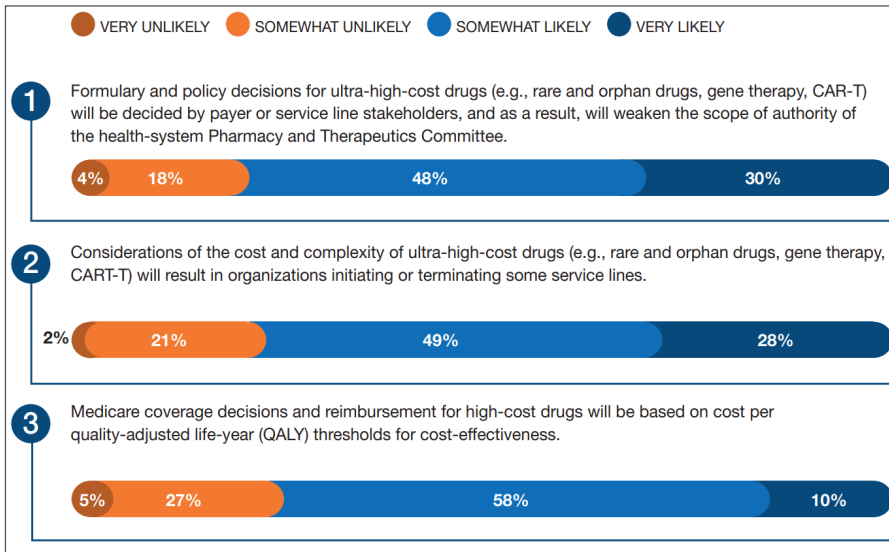 VERY UNLIKELY SOMEWHAT UNLIKELY SOMEWHAT LIKELY VERY LIKELY
1
Formulary and policy decisions for ultra-high-cost drugs (e.g., rare and orphan drugs, gene therapy, CAR-T)
will be decided by payer or service line stakeholders, and as a result, will weaken the scope of authority of
the health-system Pharmacy and Therapeutics Committee.
4% 18% 48% 30%
2
Considerations of the cost and complexity of ultra-high-cost drugs (e.g., rare and orphan drugs, gene therapy,
CART-T) will result in organizations initiating or terminating some service lines.
2% 21% 49% 28%
3
Medicare coverage decisions and reimbursement for high-cost drugs will be based on cost per
quality-adjusted life-year (QALY) thresholds for cost-effectiveness.
5% 27% 58% 10%